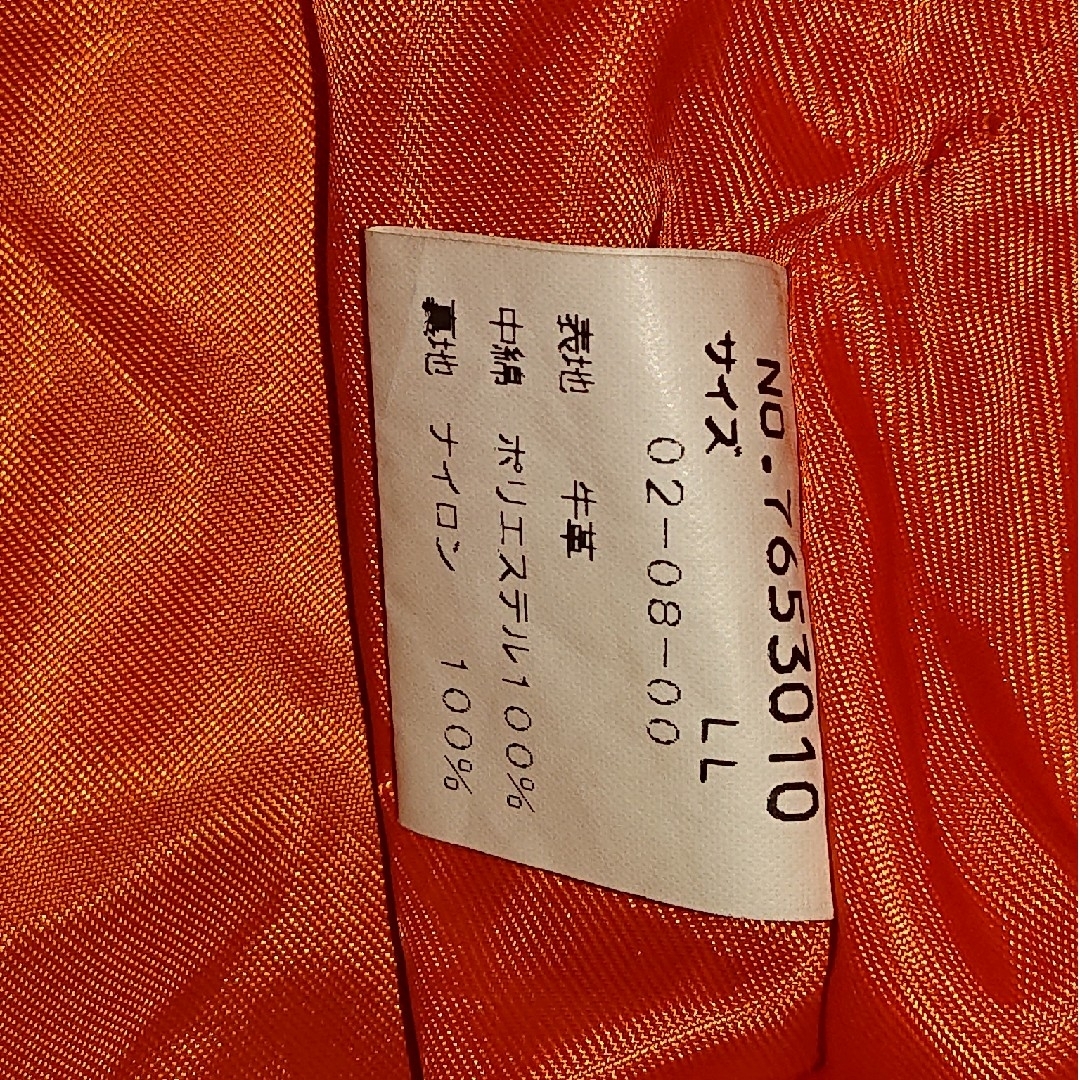 NO.7653010
サイズ LL
02-08-00
表地 牛革
中綿 ポリエステル100%
裏地 ナイロン 100%